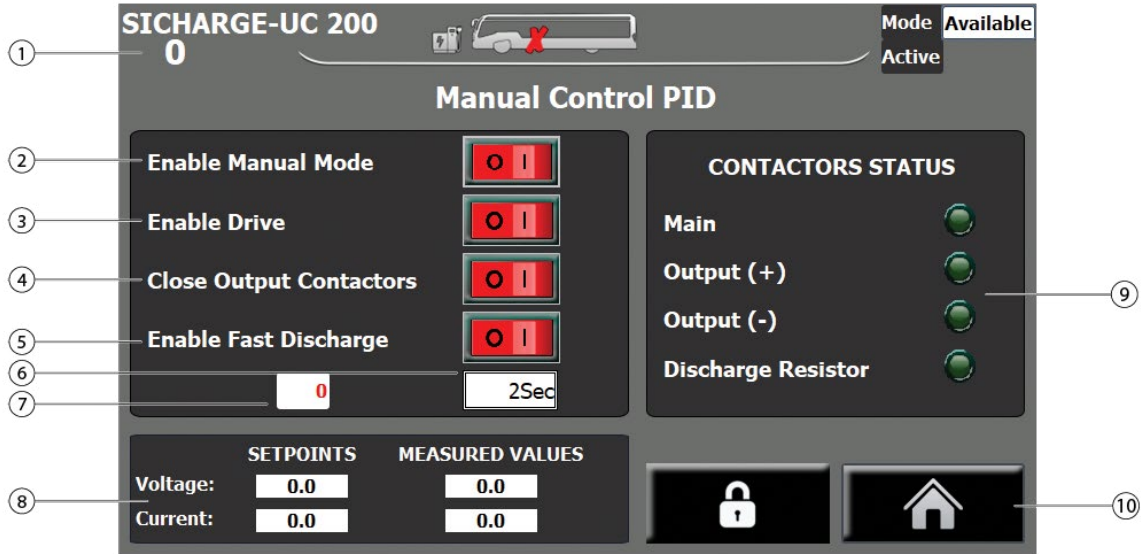 SICHARGE-UC 200
0
Mode Available
Active
Manual Control PID
1
2 Enable Manual Mode O I
3 Enable Drive O I
4 Close Output Contactors O I
5 Enable Fast Discharge O I
6 2Sec
7 0
CONTACTORS STATUS
Main
Output (+)
Output (-)
Discharge Resistor
9
SETPOINTS MEASURED VALUES
8
Voltage: 0.0 0.0
Current: 0.0 0.0
10